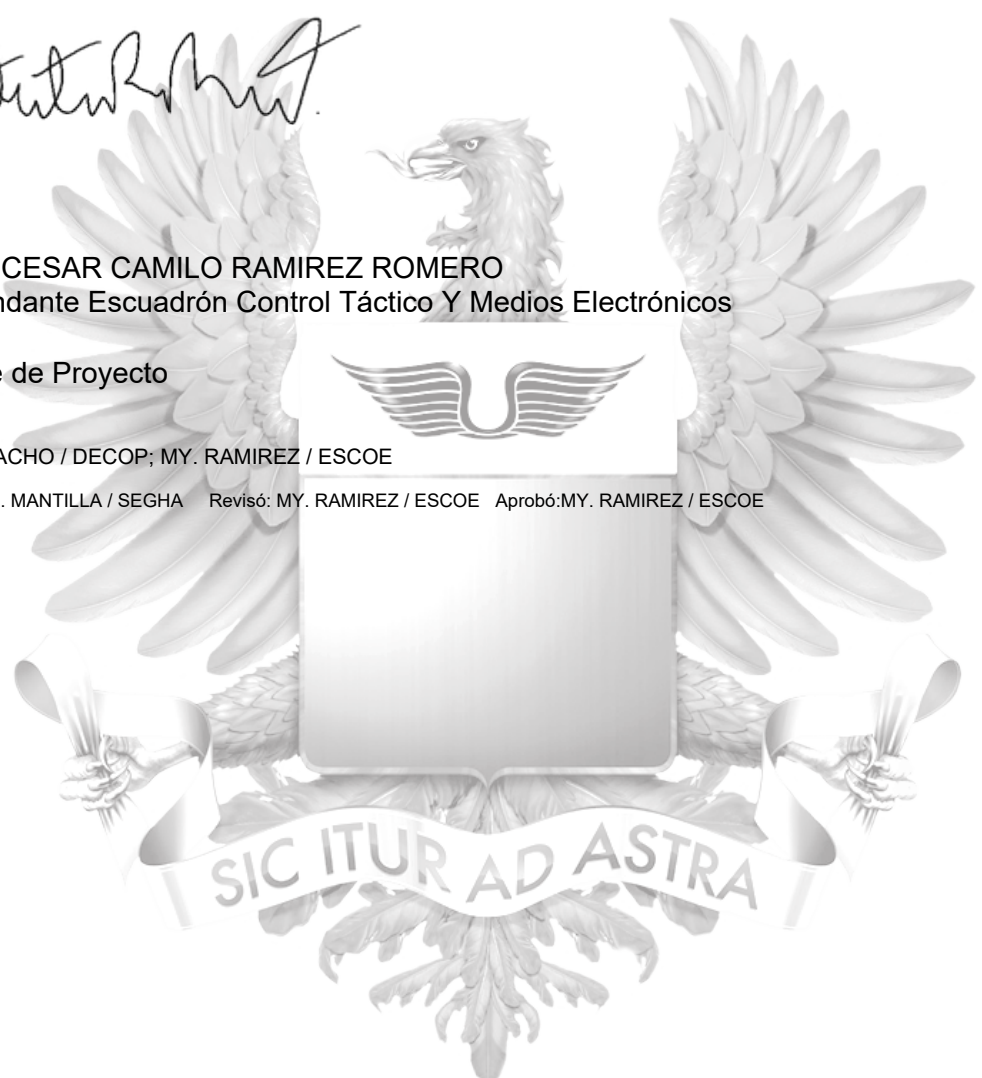 CESAR CAMILO RAMIREZ ROMERO
ndante Escuadrón Control Táctico Y Medios Electrónicos
e de Proyecto
ACHO / DECOP; MY. RAMIREZ / ESCOE
. MANTILLA / SEGHA Revisó: MY. RAMIREZ / ESCOE Aprobó:MY. RAMIREZ / ESCOE
SIC ITUR AD ASTRA